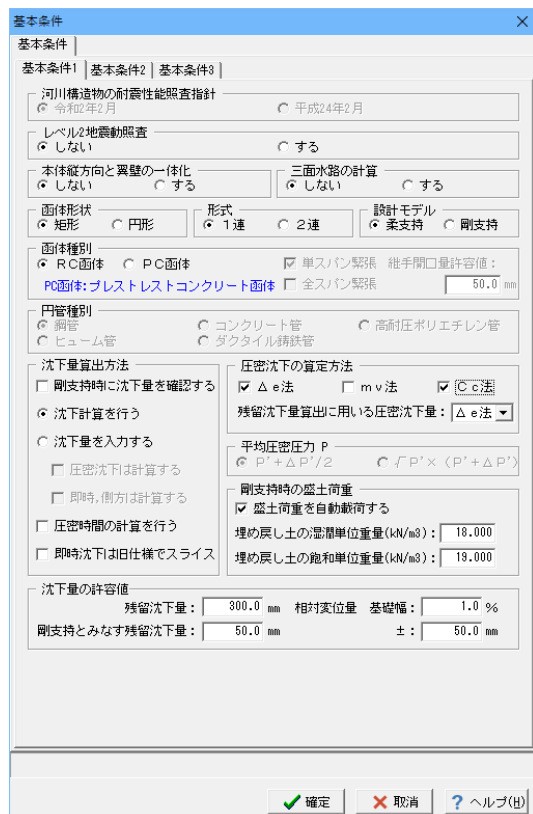 基本条件
基本条件
基本条件1 基本条件2 基本条件3
河川構造物の耐震性能照査指針
令和2年2月 平成24年2月
レベル2地震動照査
しない する
本体縦方向と翼壁の一体化 三面水路の計算
しない する しない する
函体形状 形式 設計モデル
矩形 円形 1連 2連 柔支持 剛支持
函体種別
RC函体 PC函体 単スパン緊張 継手開口量許容値:
PC函体:プレストレストコンクリート函体 全スパン緊張 50.0 mm
円管種別
鋼管 コンクリート管 高耐圧ポリエチレン管
ヒューム管 ダクタイル鋳鉄管
沈下量算出方法 圧密沈下の算定方法
剛支持時に沈下量を確認する Δe法 mv法 Cc法
沈下計算を行う 残留沈下量算出に用いる圧密沈下量: Δe法
沈下量を入力する 平均圧密圧力 P
圧密沈下は計算する P'+ΔP'/2 √P'×(P'+ΔP')
即時,側方は計算する 剛支持時の盛土荷重
盛土荷重を自動載荷する
圧密時間の計算を行う 埋め戻し土の湿潤単位重量(kN/m3): 18.000
即時沈下は旧仕様でスライス 埋め戻し土の飽和単位重量(kN/m3): 19.000
沈下量の許容値
残留沈下量: 300.0 mm 相対変位量 基礎幅: 1.0 %
剛支持とみなす残留沈下量: 50.0 mm ±: 50.0 mm
確定 取消 ? ヘルプ(H)